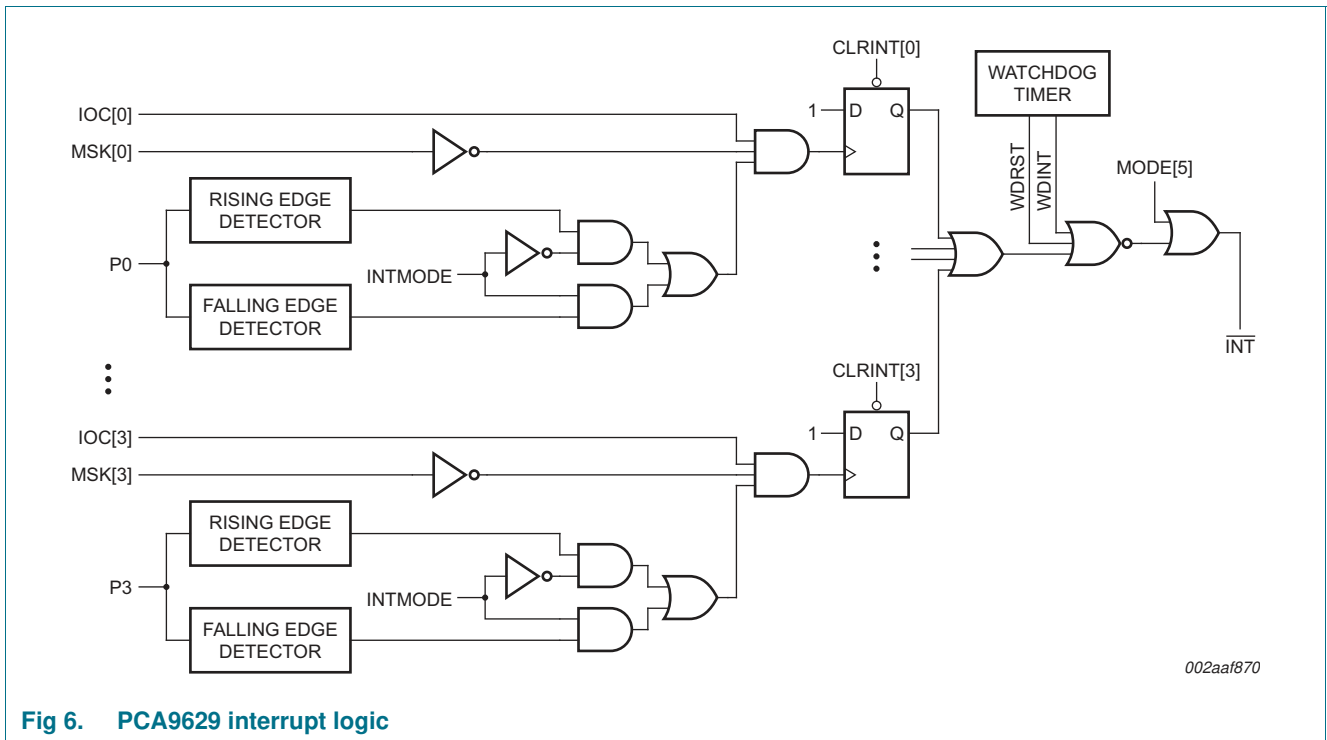 CLRINT[0]
WATCHDOG
TIMER
IOC[0]
1
D
Q
MSK[0]
WDRST
WDINT
MODE[5]
RISING EDGE
DETECTOR
P0
INTMODE
FALLING EDGE
DETECTOR
INT
CLRINT[3]
IOC[3]
1
D
Q
MSK[3]
RISING EDGE
DETECTOR
P3
INTMODE
FALLING EDGE
DETECTOR
002aaf870
Fig 6. PCA9629 interrupt logic